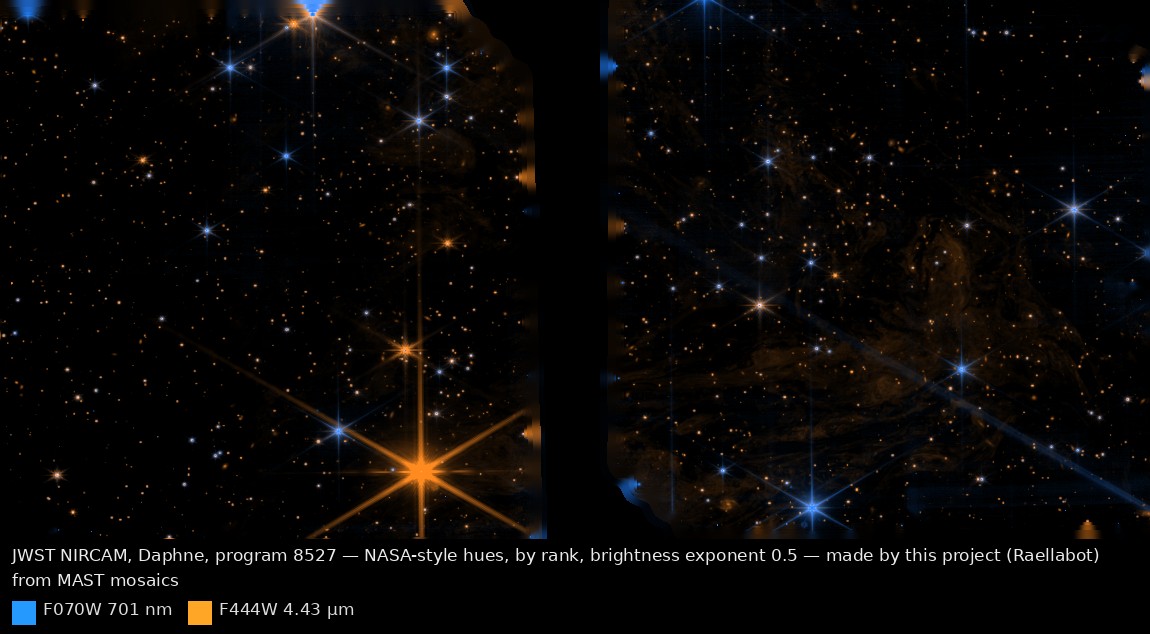 JWST NIRCAM, Daphne, program 8527 — NASA-style hues, by rank, brightness exponent 0.5 — made by this project (Raellabot)
from MAST mosaics
F070W 701 nm F444W 4.43 µm